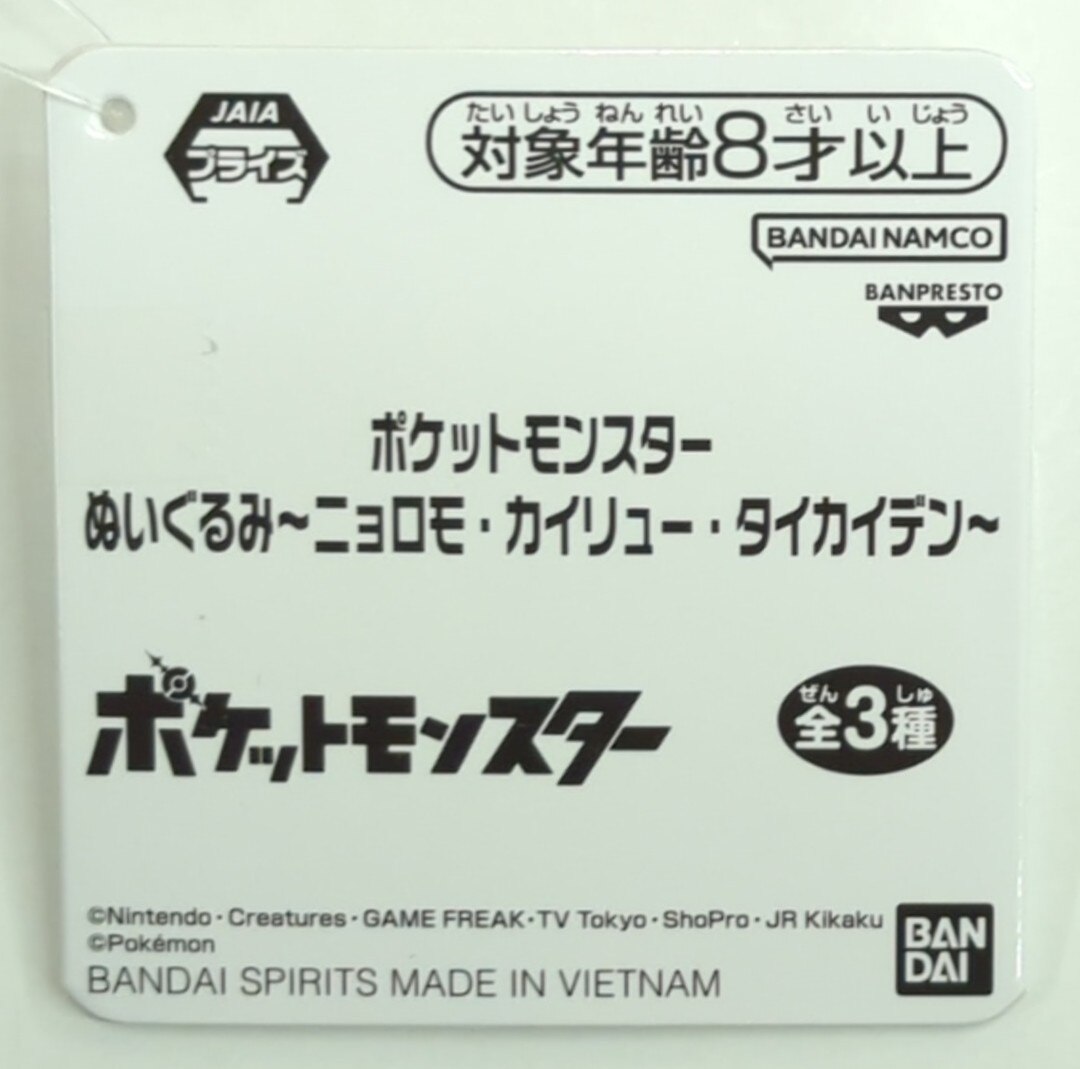 JAIA
プライズ
たいしょうねんれい さいいじょう
対象年齢8才以上
BANDAI NAMCO
BANPRESTO
ポケットモンスター
ぬいぐるみ~ニョロモ・カイリュー・タイカイデン~
ポケットモンスター
ぜん しゅ
全3種
©Nintendo・Creatures・GAME FREAK・TV Tokyo・ShoPro・JR Kikaku
©Pokémon
BANDAI SPIRITS MADE IN VIETNAM
BAN
DAI